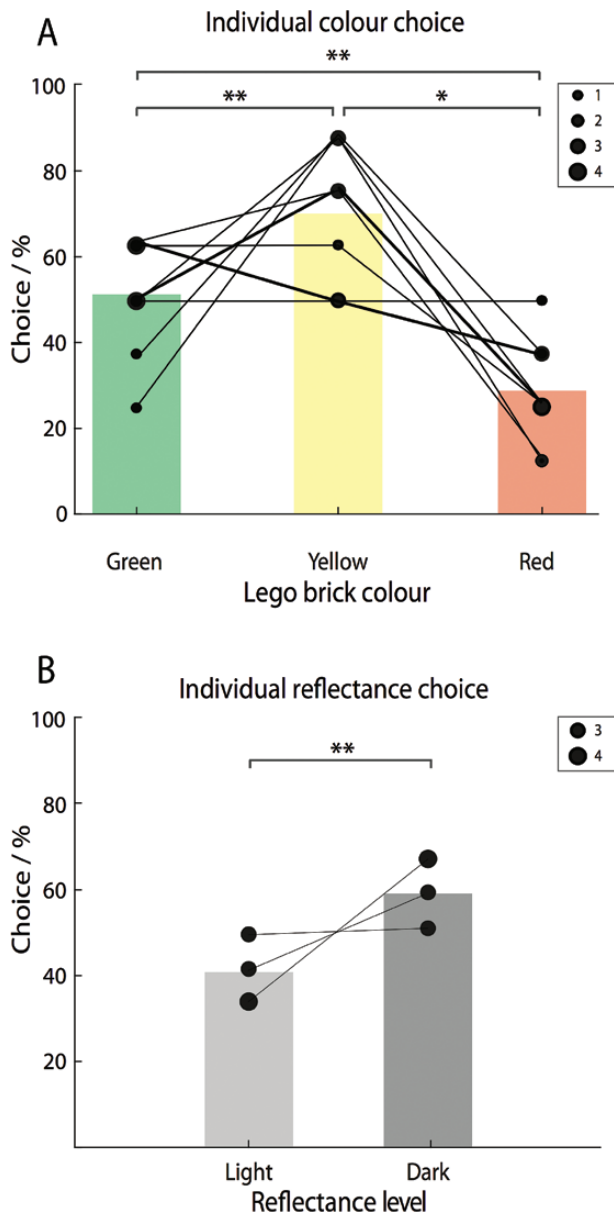 A
Individual colour choice
**
** *
100
80
60
40
20
0
Choice / %
1
2
3
4
Green Yellow Red
Lego brick colour
B
Individual reflectance choice
**
100
80
60
40
20
Choice / %
3
4
Light Dark
Reflectance level